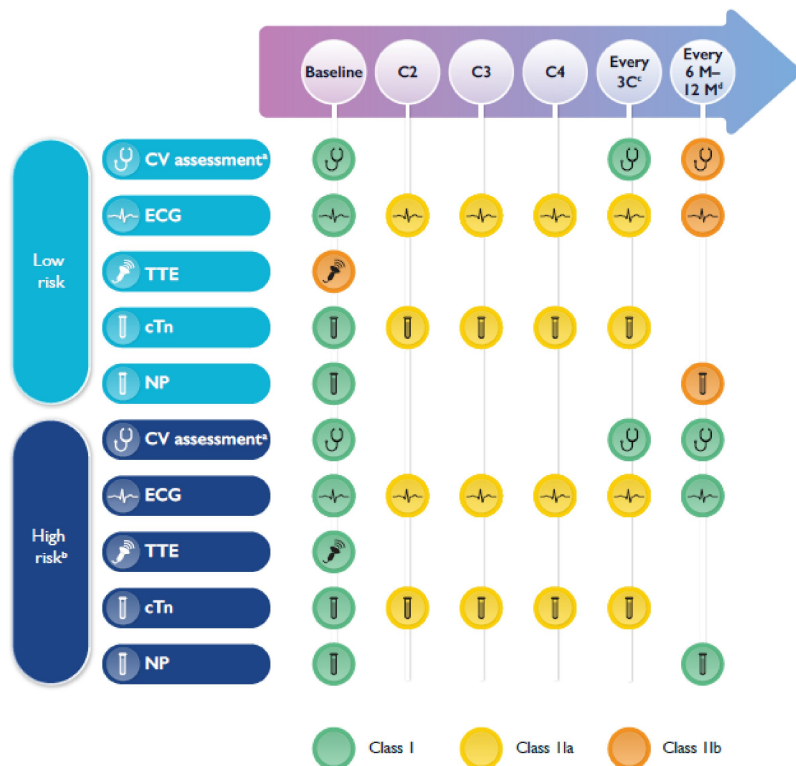 Baseline
C2
C3
C4
Every
3Cᶜ
Every
6 M–
12 Mᵈ
Low
risk
CV assessmentᵃ
ECG
TTE
cTn
NP
High
riskᵇ
CV assessmentᵃ
ECG
TTE
cTn
NP
Class I
Class IIa
Class IIb